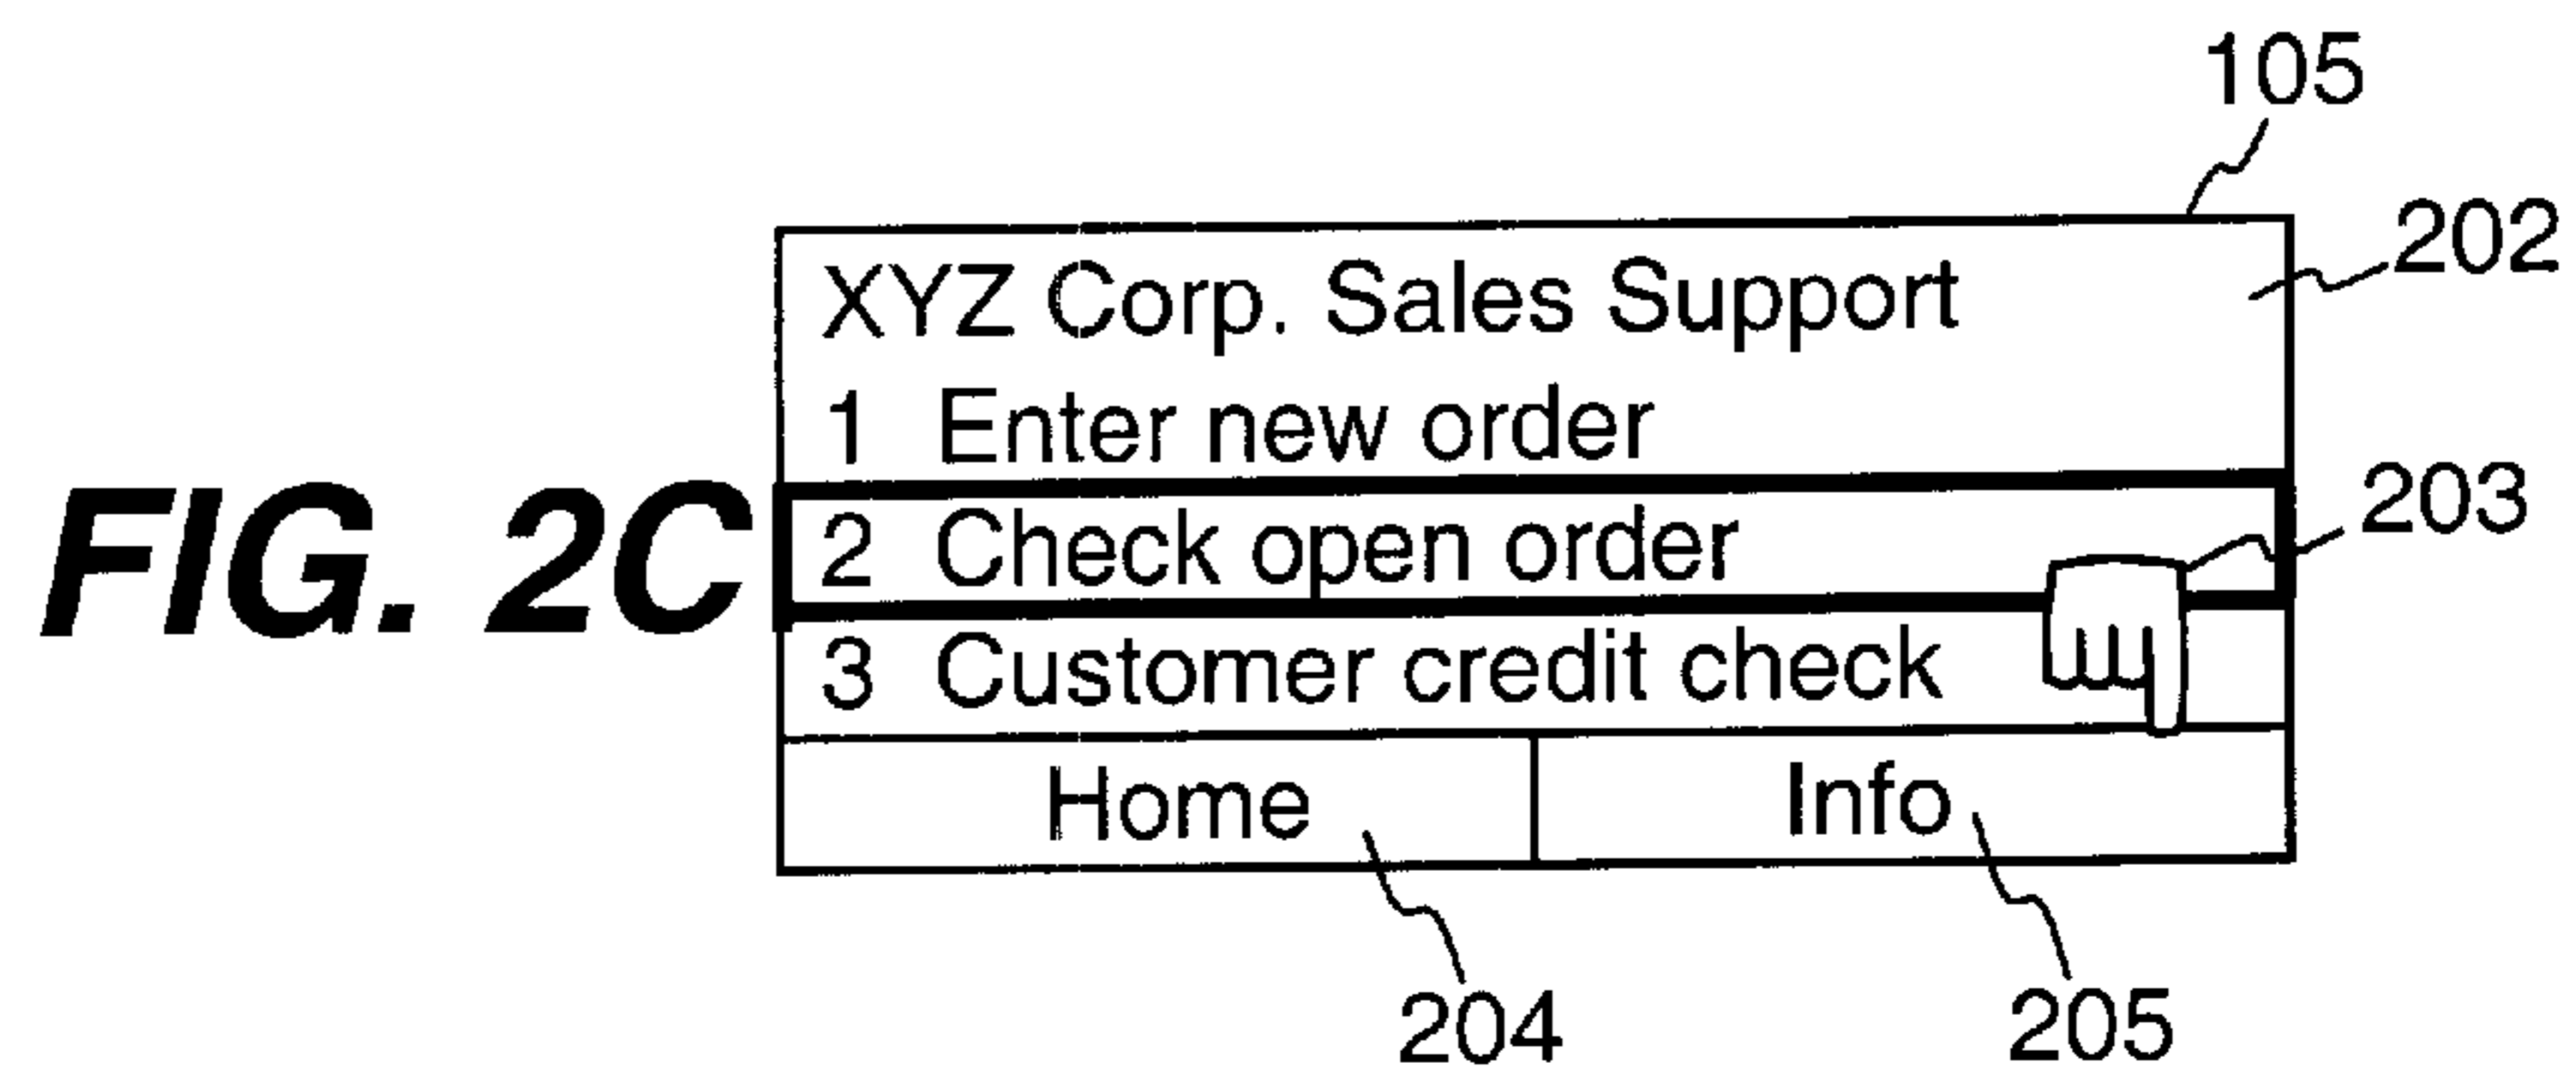 105
202
XYZ Corp. Sales Support
1 Enter new order
203
FIG. 2C
2 Check open order
3 Customer credit check
Home Info
204 205